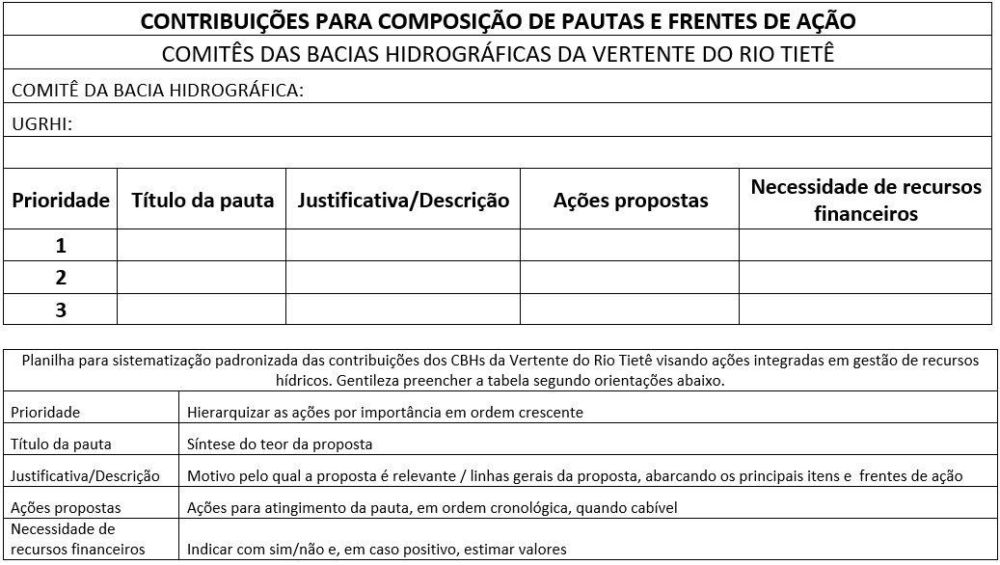 CONTRIBUIÇÕES PARA COMPOSIÇÃO DE PAUTAS E FRENTES DE AÇÃO
COMITÊS DAS BACIAS HIDROGRÁFICAS DA VERTENTE DO RIO TIETÊ
COMITÊ DA BACIA HIDROGRÁFICA:
UGRHI:
Prioridade Título da pauta Justificativa/Descrição Ações propostas Necessidade de recursos
financeiros
1
2
3
Planilha para sistematização padronizada das contribuições dos CBHs da Vertente do Rio Tietê visando ações integradas em gestão de recursos
hídricos. Gentileza preencher a tabela segundo orientações abaixo.
Prioridade Hierarquizar as ações por importância em ordem crescente
Título da pauta Síntese do teor da proposta
Justificativa/Descrição Motivo pelo qual a proposta é relevante / linhas gerais da proposta, abarcando os principais itens e frentes de ação
Ações propostas Ações para atingimento da pauta, em ordem cronológica, quando cabível
Necessidade de
recursos financeiros Indicar com sim/não e, em caso positivo, estimar valores